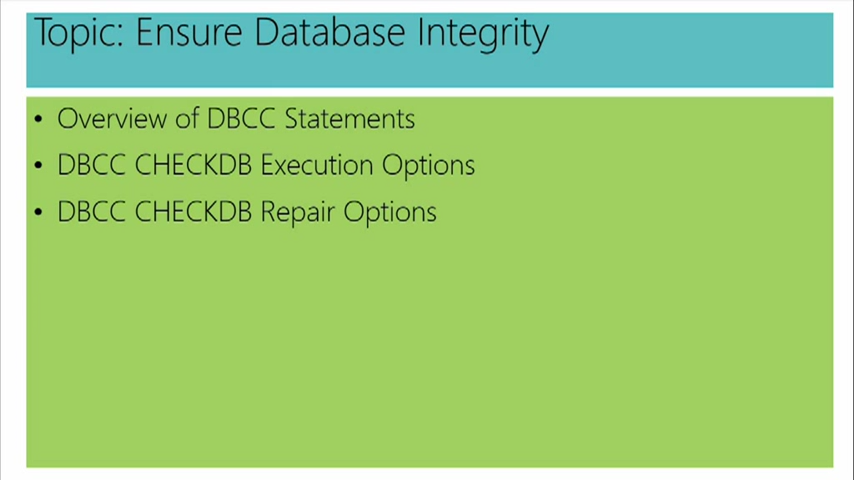 Topic: Ensure Database Integrity
• Overview of DBCC Statements
• DBCC CHECKDB Execution Options
• DBCC CHECKDB Repair Options